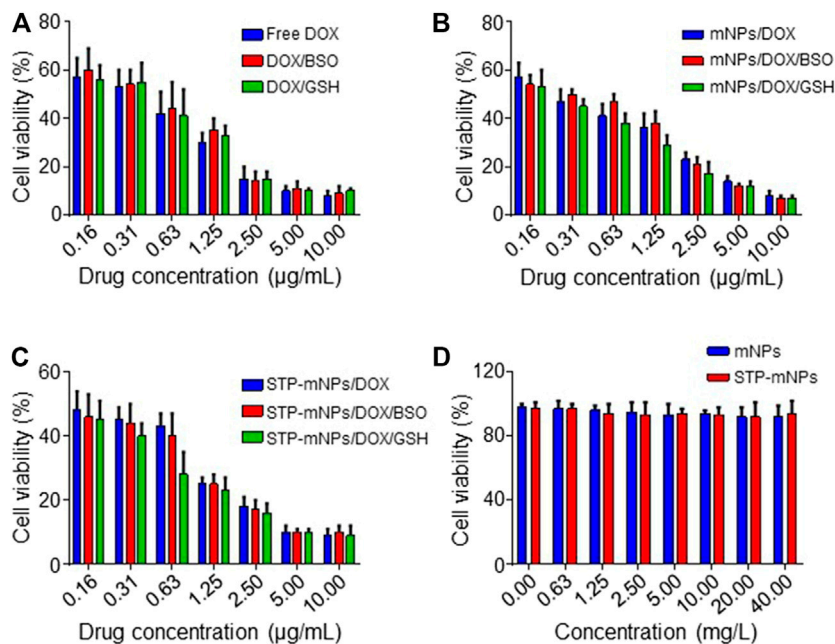 A
Cell viability (%)
80
60
40
20
0
Free DOX
DOX/BSO
DOX/GSH
0.16
0.31
0.63
1.25
2.50
5.00
10.00
Drug concentration (µg/mL)
B
Cell viability (%)
80
60
40
20
0
mNPs/DOX
mNPs/DOX/BSO
mNPs/DOX/GSH
0.16
0.31
0.63
1.25
2.50
5.00
10.00
Drug concentration (µg/mL)
C
Cell viability (%)
60
40
20
0
STP-mNPs/DOX
STP-mNPs/DOX/BSO
STP-mNPs/DOX/GSH
0.16
0.31
0.63
1.25
2.50
5.00
10.00
Drug concentration (µg/mL)
D
Cell viability (%)
120
80
40
0
mNPs
STP-mNPs
0.00
0.63
1.25
2.50
5.00
10.00
20.00
40.00
Concentration (mg/L)